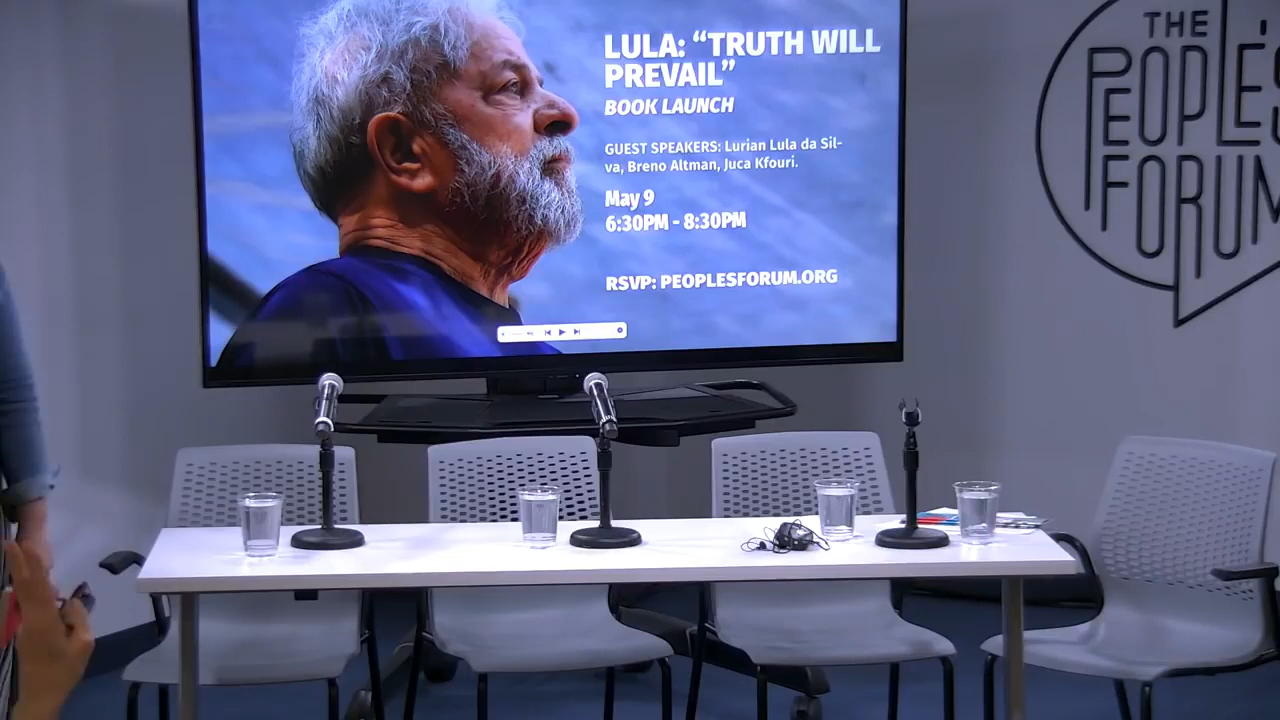 LULA: “TRUTH WILL
PREVAIL”
BOOK LAUNCH
GUEST SPEAKERS: Lurian Lula da Sil-
va, Breno Altman, Juca Kfouri.
May 9
6:30PM - 8:30PM
RSVP: PEOPLESFORUM.ORG
THE
PEOPLE'S
FORUM